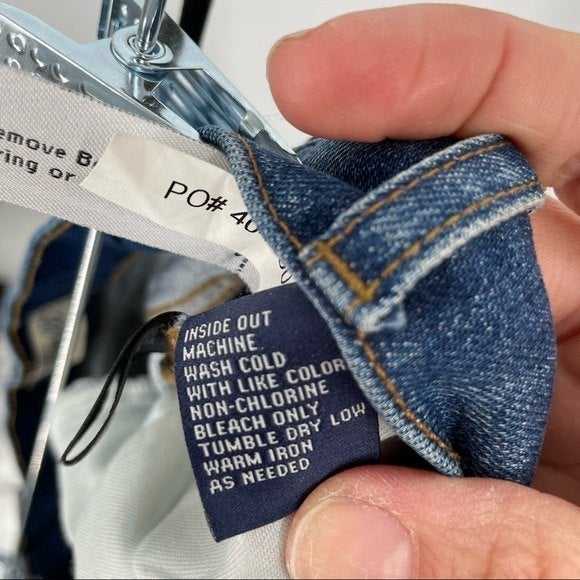 emove B
ring or
PO# 40
INSIDE OUT
MACHINE
WASH COLD
WITH LIKE COLOR
NON-CHLORINE
BLEACH ONLY
TUMBLE DRY LOW
WARM IRON
AS NEEDED